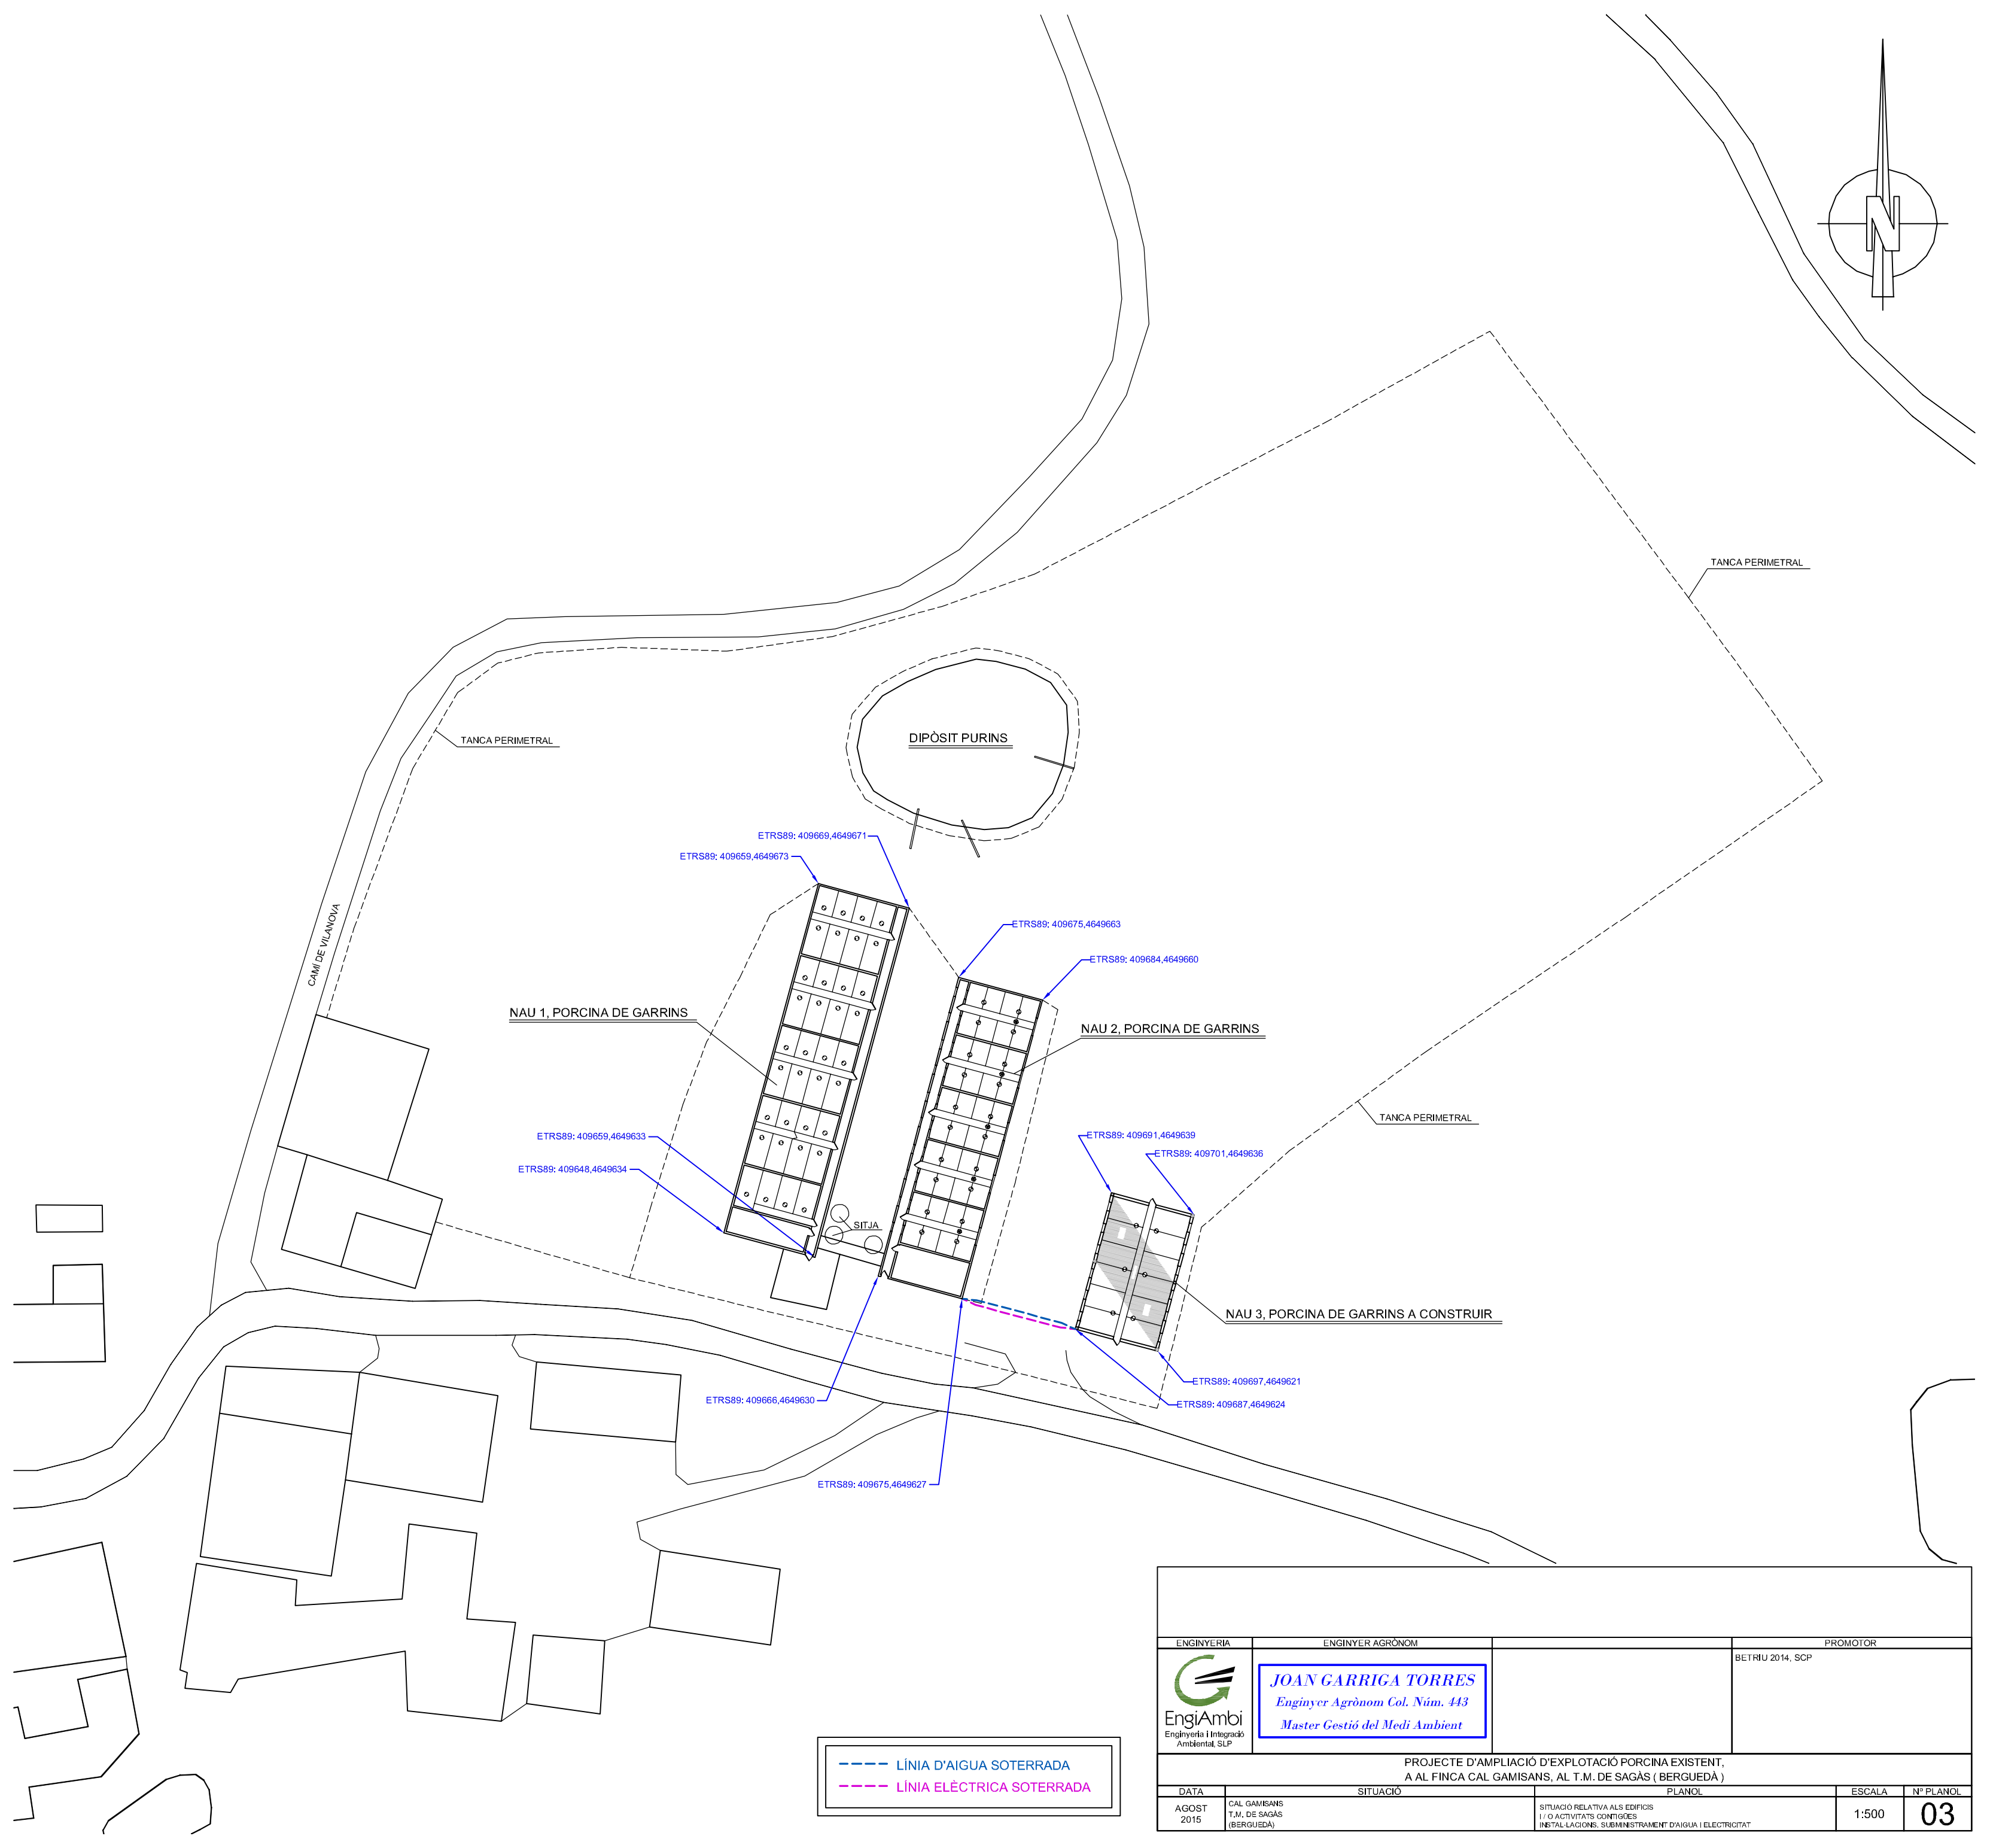 N
TANCA PERIMETRAL
TANCA PERIMETRAL
DIPÒSIT PURINS
ETRS89: 409669,4649671
ETRS89: 409659,4649673
ETRS89: 409675,4649663
ETRS89: 409684,4649660
CAMÍ DE VILANOVA
NAU 1, PORCINA DE GARRINS
NAU 2, PORCINA DE GARRINS
TANCA PERIMETRAL
ETRS89: 409659,4649633
ETRS89: 409648,4649634
ETRS89: 409691,4649639
ETRS89: 409701,4649636
SITJA
NAU 3, PORCINA DE GARRINS A CONSTRUIR
ETRS89: 409697,4649621
ETRS89: 409666,4649630
ETRS89: 409687,4649624
ETRS89: 409675,4649627
LÍNIA D'AIGUA SOTERRADA
LÍNIA ELÈCTRICA SOTERRADA
ENGINYERIA
ENGINYER AGRÒNOM
PROMOTOR
EngiAmbi
Enginyeria i Integració
Ambiental, SLP
JOAN GARRIGA TORRES
Enginyer Agrònom Col. Núm. 443
Master Gestió del Medi Ambient
BETRIU 2014, SCP
PROJECTE D'AMPLIACIÓ D'EXPLOTACIÓ PORCINA EXISTENT,
A AL FINCA CAL GAMISANS, AL T.M. DE SAGÀS ( BERGUEDÀ )
DATA
SITUACIÓ
PLANOL
ESCALA
Nº PLANOL
AGOST
2015
CAL GAMISANS
T.M. DE SAGÀS
(BERGUEDÀ)
SITUACIÓ RELATIVA ALS EDIFICIS
I / O ACTIVITATS CONTIGÜES
INSTAL·LACIONS, SUBMINISTRAMENT D'AIGUA I ELECTRICITAT
1:500
03